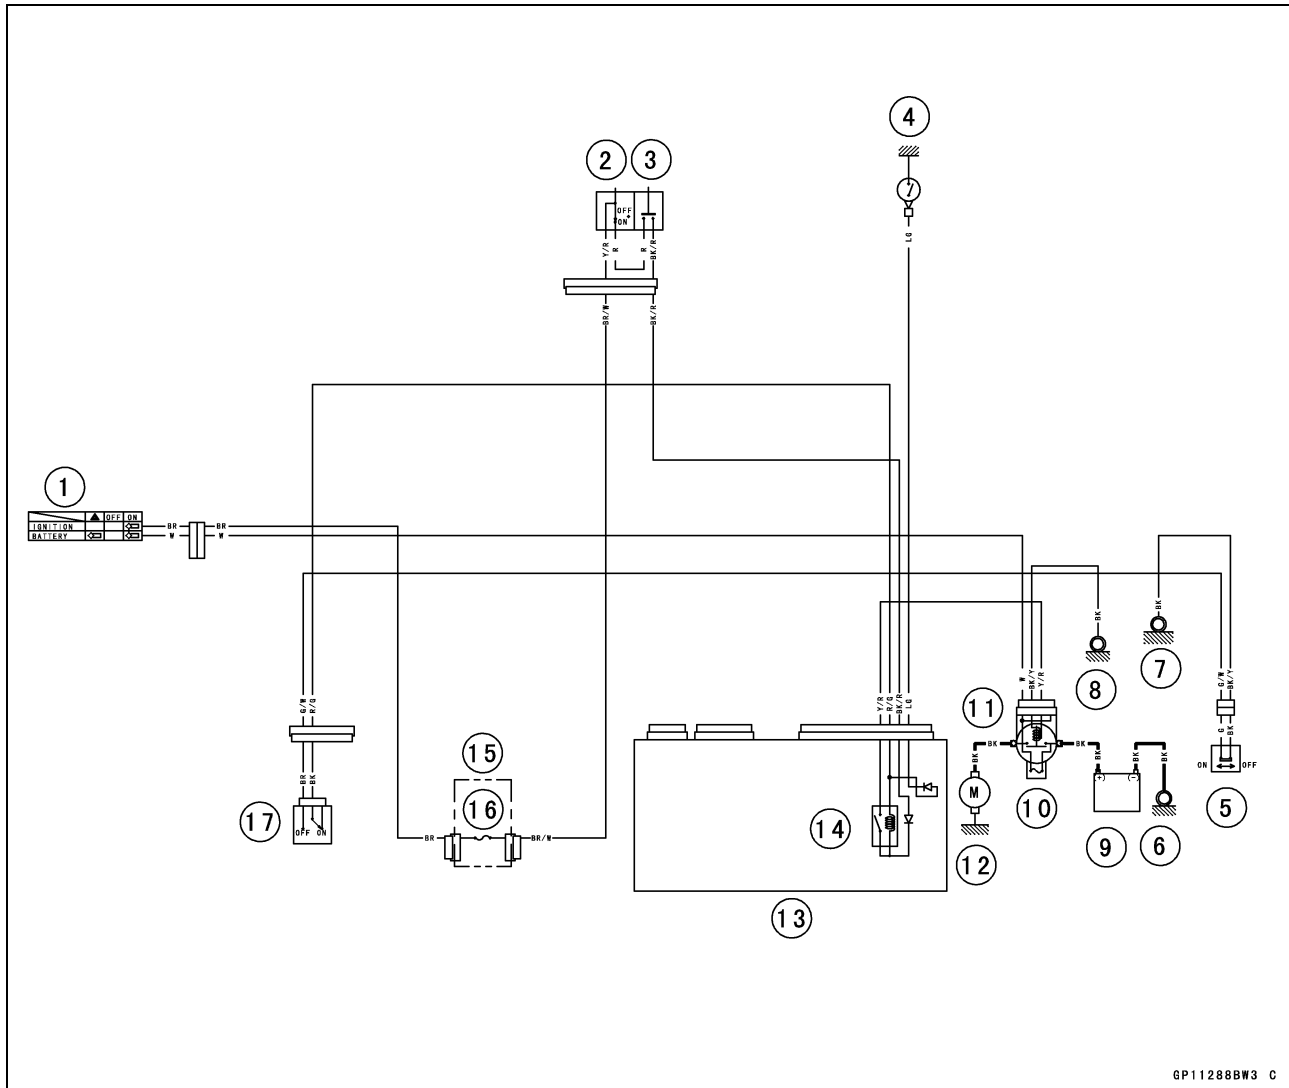 4
2 3
OFF
ON
Y/R R R BK/R
LG
BR/W BK/R
1
OFF ON
IGNITION
BATTERY
BR BR
W W
BK BK
7
8
G/W R/G
Y/R R/G BK/R LG
W BK/Y Y/R
G/W BK/Y
11
BK BK
BK BK BK BK
G BK
ON OFF
(+) (-)
M
15
16
BR BK
OFF ON
17
BR BR/W
14
10
5
9 6
12
13
GP11288BW3 C